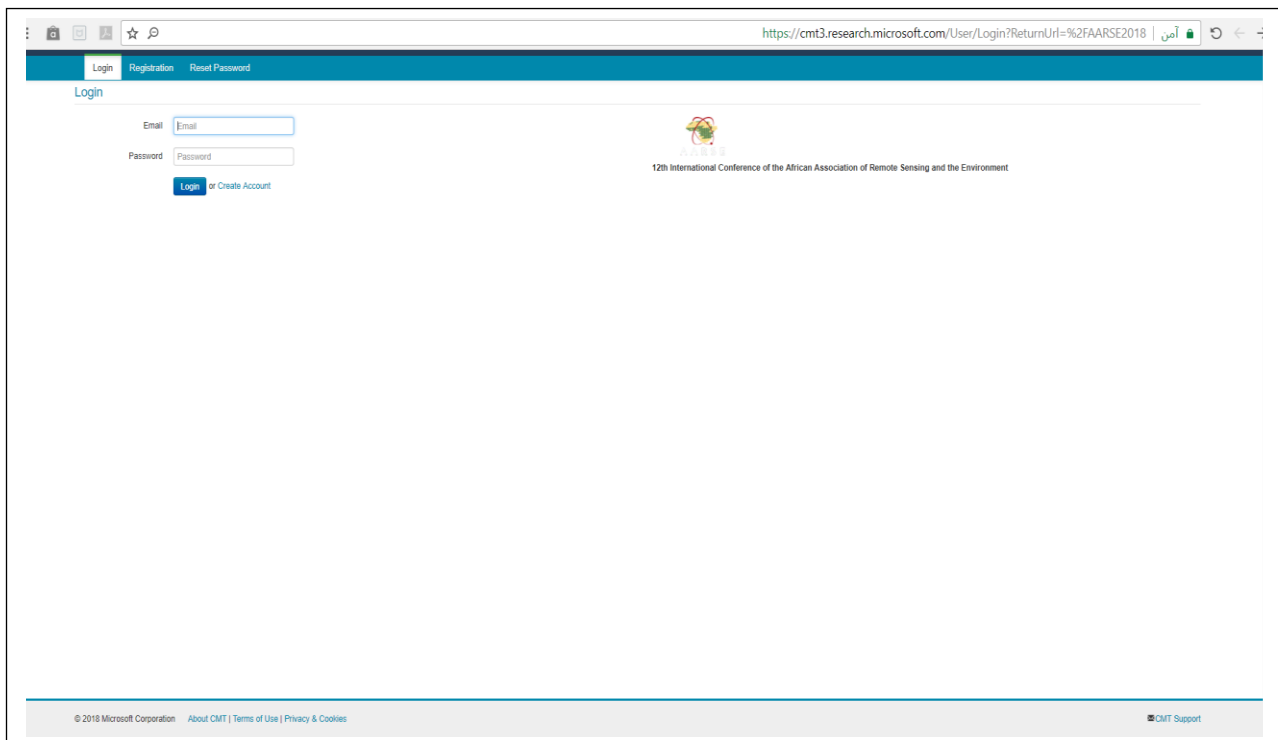 https://cmt3.research.microsoft.com/User/Login?ReturnUrl=%2FAARSE2018 | آمن
Login Registration Reset Password
Login
Email Email
AARSE
Password Password
12th International Conference of the African Association of Remote Sensing and the Environment
Login or Create Account
© 2018 Microsoft Corporation About CMT | Terms of Use | Privacy & Cookies
CMT Support